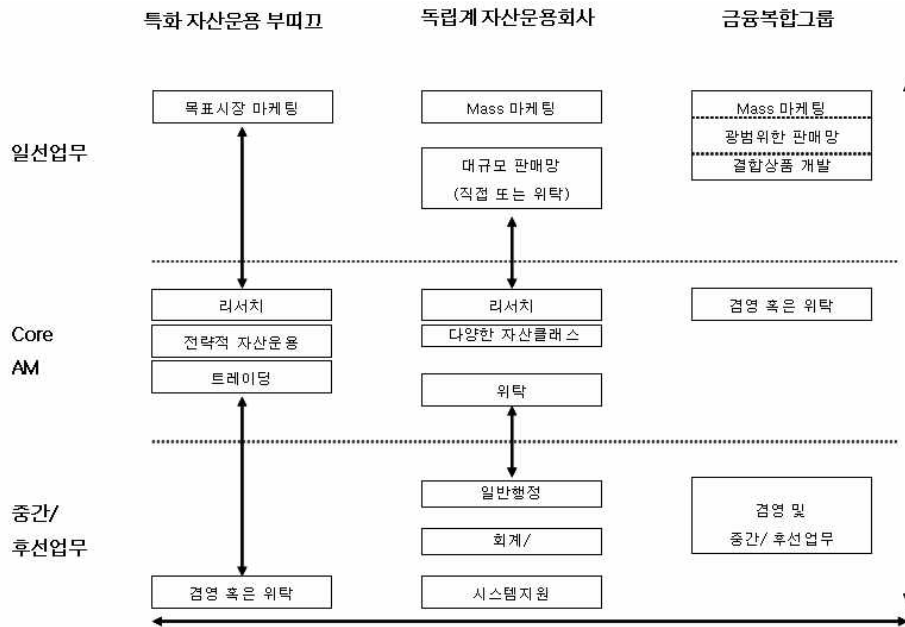 특화 자산운용 부띠끄
독립계 자산운용회사
금융복합그룹
일선업무
목표시장 마케팅
Mass 마케팅
대규모 판매망
(직접 또는 위탁)
Mass 마케팅
광범위한 판매망
결합상품 개발
Core
AM
리서치
전략적 자산운용
트레이딩
리서치
다양한 자산클래스
위탁
겸영 혹은 위탁
중간/
후선업무
겸영 혹은 위탁
일반행정
회계/
시스템지원
겸영 및
중간/ 후선업무